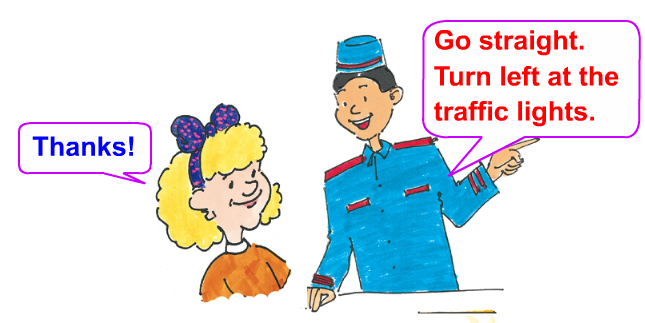 Go straight.
Turn left at the
traffic lights.
Thanks!